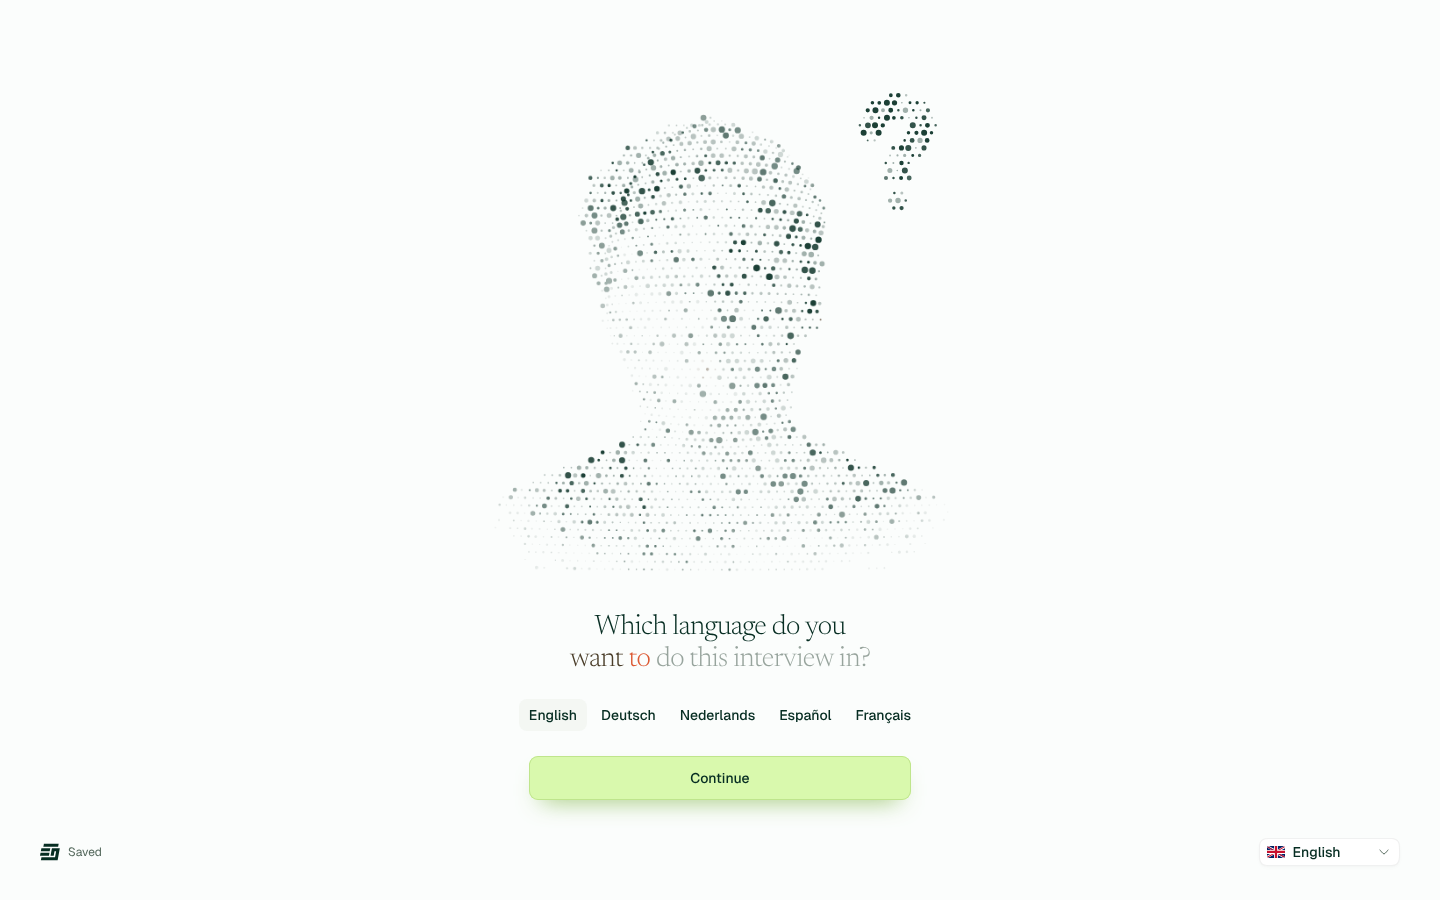 Which language do you
want to do this interview in?
English Deutsch Nederlands Español Français
Continue
Saved
English